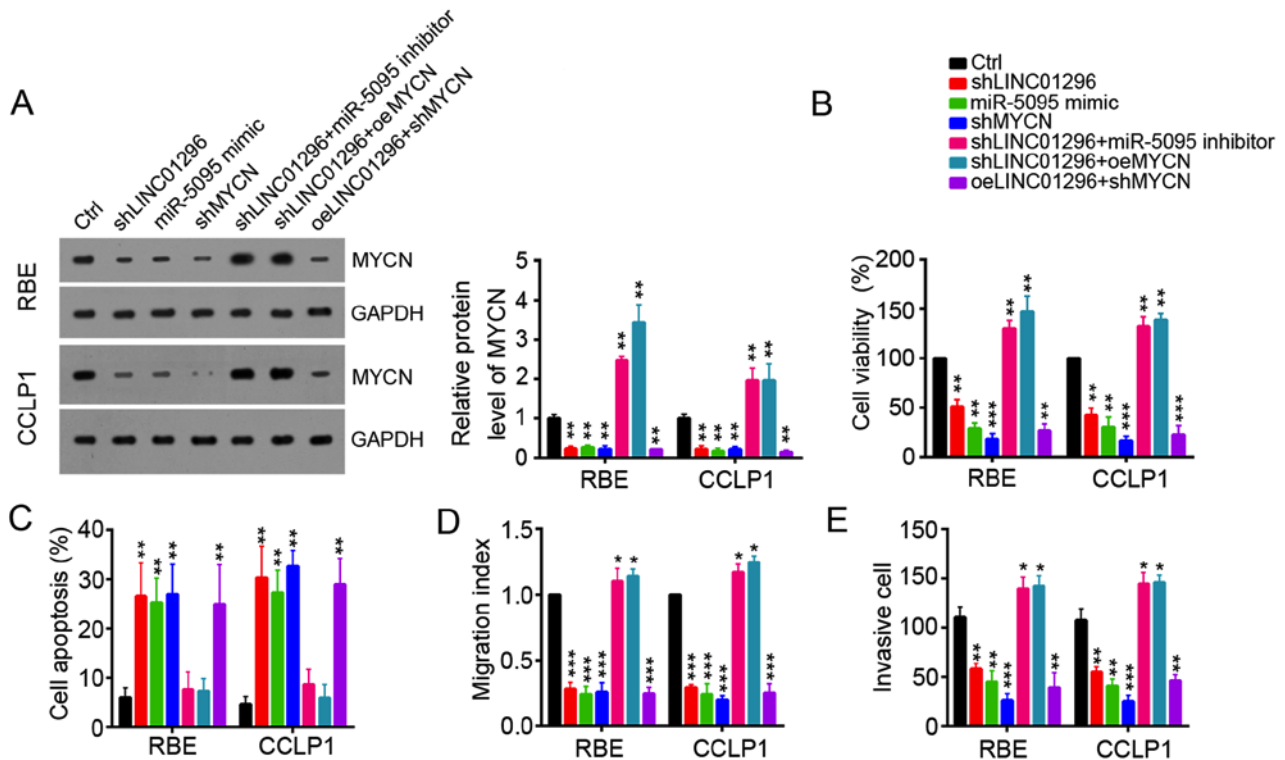 A
Ctrl
shLINC01296
miR-5095 mimic
shMYCN
shLINC01296+miR-5095 inhibitor
shLINC01296+oe MYCN
oeLINC01296+shMYCN
RBE
MYCN
GAPDH
CCLP1
MYCN
GAPDH
Relative protein
level of MYCN
5
4
3
2
1
0
** ** ** ** ** **
** ** ** ** ** **
RBE
CCLP1
B
Ctrl
shLINC01296
miR-5095 mimic
shMYCN
shLINC01296+miR-5095 inhibitor
shLINC01296+oeMYCN
oeLINC01296+shMYCN
Cell viability (%)
200
150
100
50
0
** ** *** ** ** **
** ** *** ** ** ***
RBE
CCLP1
C
Cell apoptosis (%)
40
30
20
10
0
** ** ** **
** ** ** **
RBE
CCLP1
D
Migration index
1.5
1.0
0.5
0.0
*** *** *** * * ***
*** *** *** * * ***
RBE
CCLP1
E
Invasive cell
150
150
100
50
0
** ** *** * * **
** ** *** * * **
RBE
CCLP1